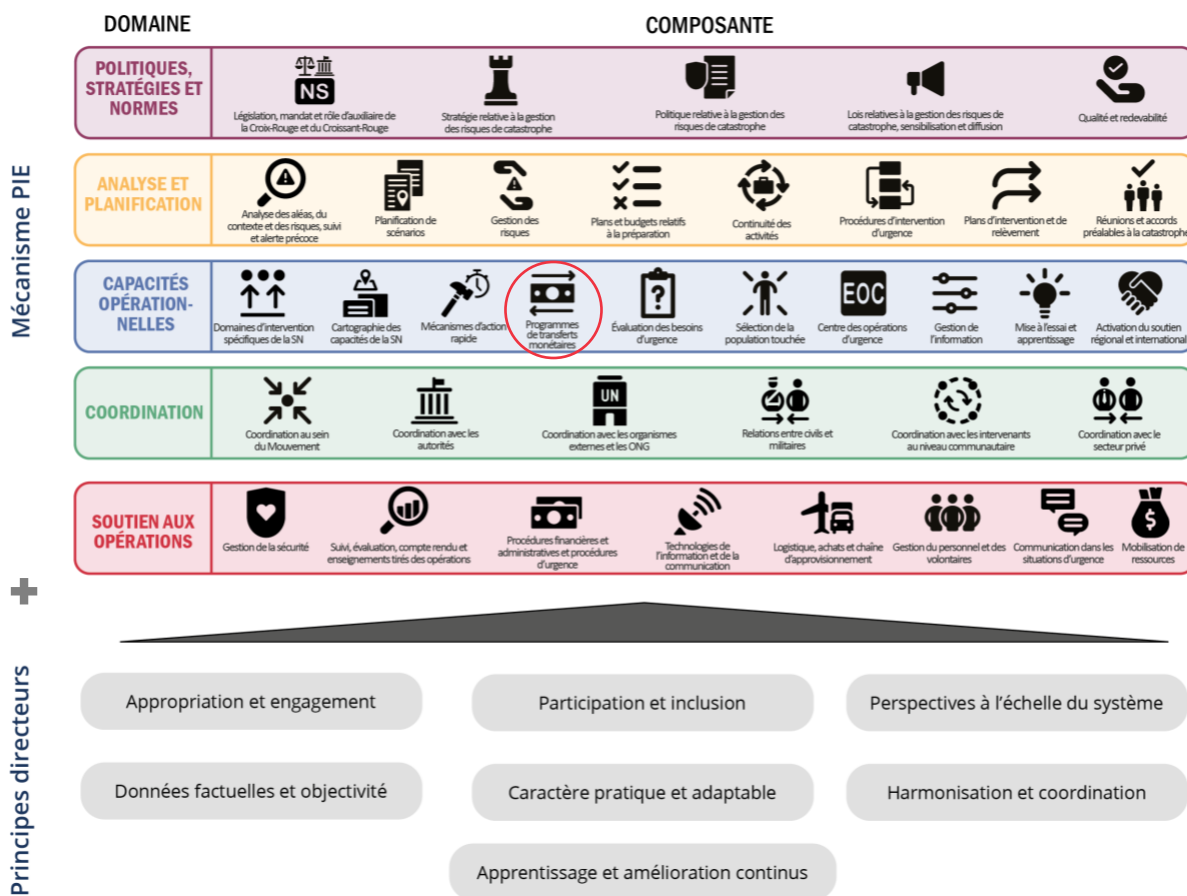 DOMAINE
COMPOSANTE
Mécanisme PIE
POLITIQUES,
STRATÉGIES ET
NORMES
NS
Législation, mandat et rôle d'auxiliaire de
la Croix-Rouge et du Croissant-Rouge
Stratégie relative à la gestion
des risques de catastrophe
Politique relative à la gestion des
risques de catastrophe
Lois relatives à la gestion des risques de
catastrophe, sensibilisation et diffusion
Qualité et redevabilité
ANALYSE ET
PLANIFICATION
Analyse des aléas, du
contexte et des risques, suivi
et alerte précoce
Planification de
scénarios
Gestion des
risques
Plans et budgets relatifs
à la préparation
Continuité des
activités
Procédures d'intervention
d'urgence
Plans d'intervention et de
relèvement
Réunions et accords
préalables à la catastrophe
CAPACITÉS
OPÉRATION-
NELLES
Domaines d'intervention
spécifiques de la SN
Cartographie des
capacités de la SN
Mécanismes d'action
rapide
Programmes
de transferts
monétaires
Évaluation des besoins
d'urgence
Sélection de la
population touchée
EOC
Centre des opérations
d'urgence
Gestion de
l'information
Mise à l'essai et
apprentissage
Activation du soutien
régional et international
COORDINATION
Coordination au sein
du Mouvement
Coordination avec les
autorités
UN
Coordination avec les organismes
externes et les ONG
Relations entre civils et
militaires
Coordination avec les intervenants
au niveau communautaire
Coordination avec le
secteur privé
SOUTIEN AUX
OPÉRATIONS
Gestion de la sécurité
Suivi, évaluation, compte rendu et
enseignements tirés des opérations
Procédures financières et
administratives et procédures
d'urgence
Technologies de
l'information et de la
communication
Logistique, achats et chaîne
d'approvisionnement
Gestion du personnel et des
volontaires
Communication dans les
situations d'urgence
Mobilisation de
ressources
+
Principes directeurs
Appropriation et engagement
Participation et inclusion
Perspectives à l'échelle du système
Données factuelles et objectivité
Caractère pratique et adaptable
Harmonisation et coordination
Apprentissage et amélioration continus